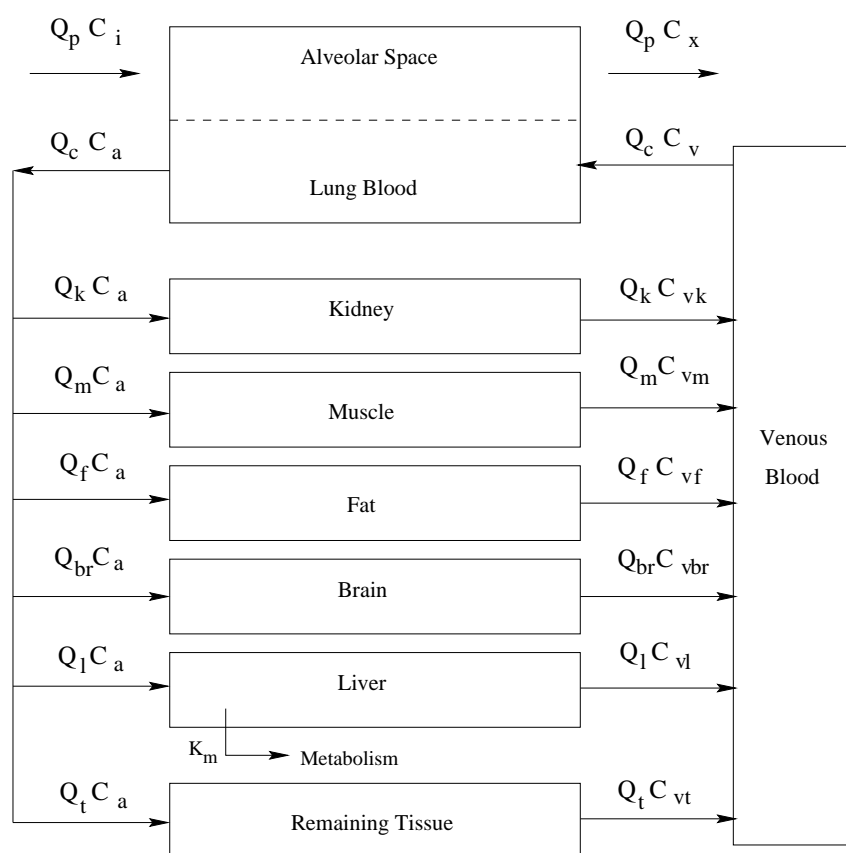 Q_p C_i Alveolar Space Q_p C_x
Q_c C_a Lung Blood Q_c C_v
Q_k C_a Kidney Q_k C_vk
Q_m C_a Muscle Q_m C_vm
Venous
Blood
Q_f C_a Fat Q_f C_vf
Q_br C_a Brain Q_br C_vbr
Q_l C_a Liver Q_l C_vl
K_m Metabolism
Q_t C_a Remaining Tissue Q_t C_vt